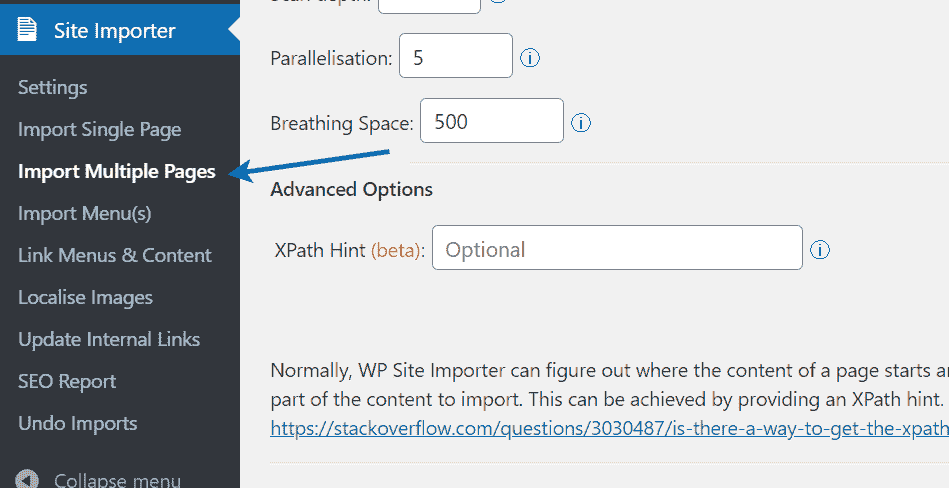 Site Importer
Settings
Import Single Page
Import Multiple Pages
Import Menu(s)
Link Menus & Content
Localise Images
Update Internal Links
SEO Report
Undo Imports
Collapse menu
Scan depth:
Parallelisation: 5
Breathing Space: 500
Advanced Options
XPath Hint (beta): Optional
Normally, WP Site Importer can figure out where the content of a page starts
part of the content to import. This can be achieved by providing an XPath hint.
https://stackoverflow.com/questions/3030487/is-there-a-way-to-get-the-xpath